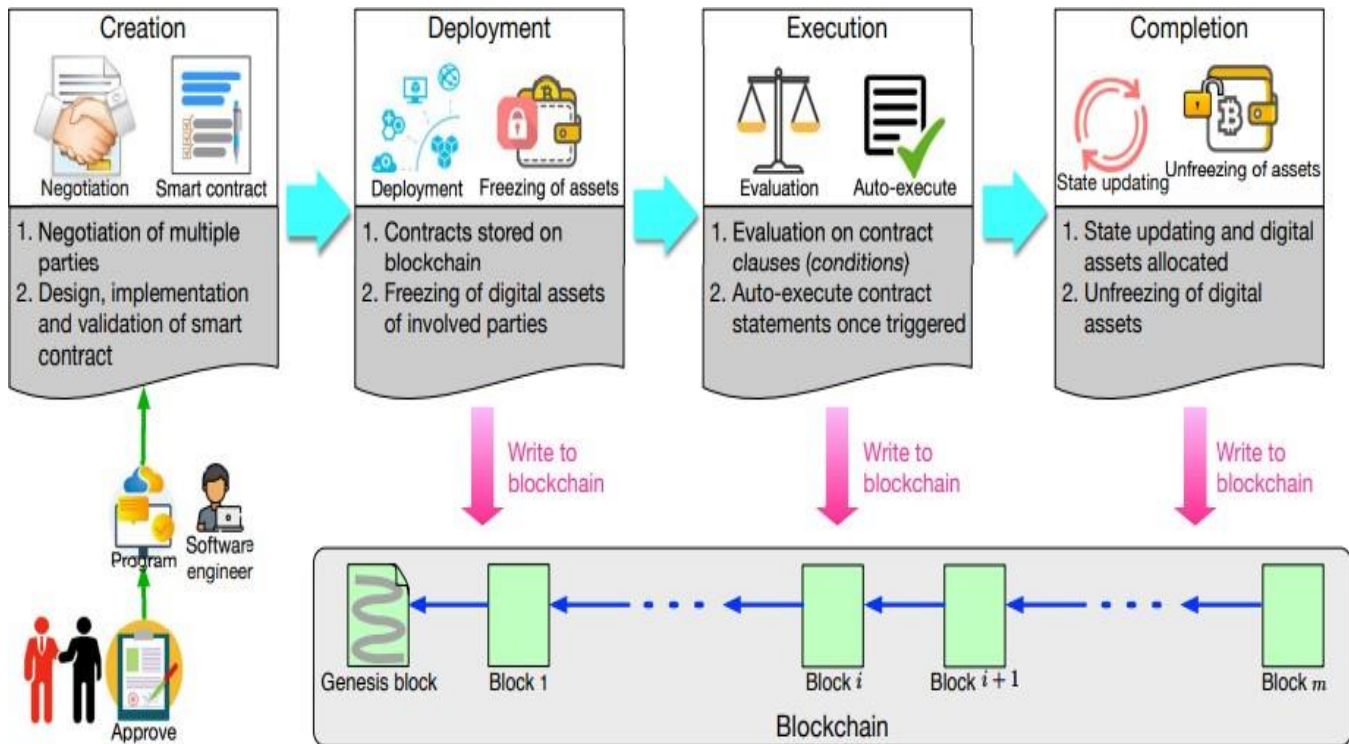 Creation
Negotiation
Smart contract
1. Negotiation of multiple
parties
2. Design, implementation
and validation of smart
contract
Deployment
Deployment
Freezing of assets
1. Contracts stored on
blockchain
2. Freezing of digital assets
of involved parties
Execution
Evaluation
Auto-execute
1. Evaluation on contract
clauses (conditions)
2. Auto-execute contract
statements once triggered
Completion
State updating
Unfreezing of assets
1. State updating and digital
assets allocated
2. Unfreezing of digital
assets
Write to
blockchain
Write to
blockchain
Write to
blockchain
Program
Software
engineer
Approve
Genesis block
Block 1
Block i
Block i+1
Block m
Blockchain